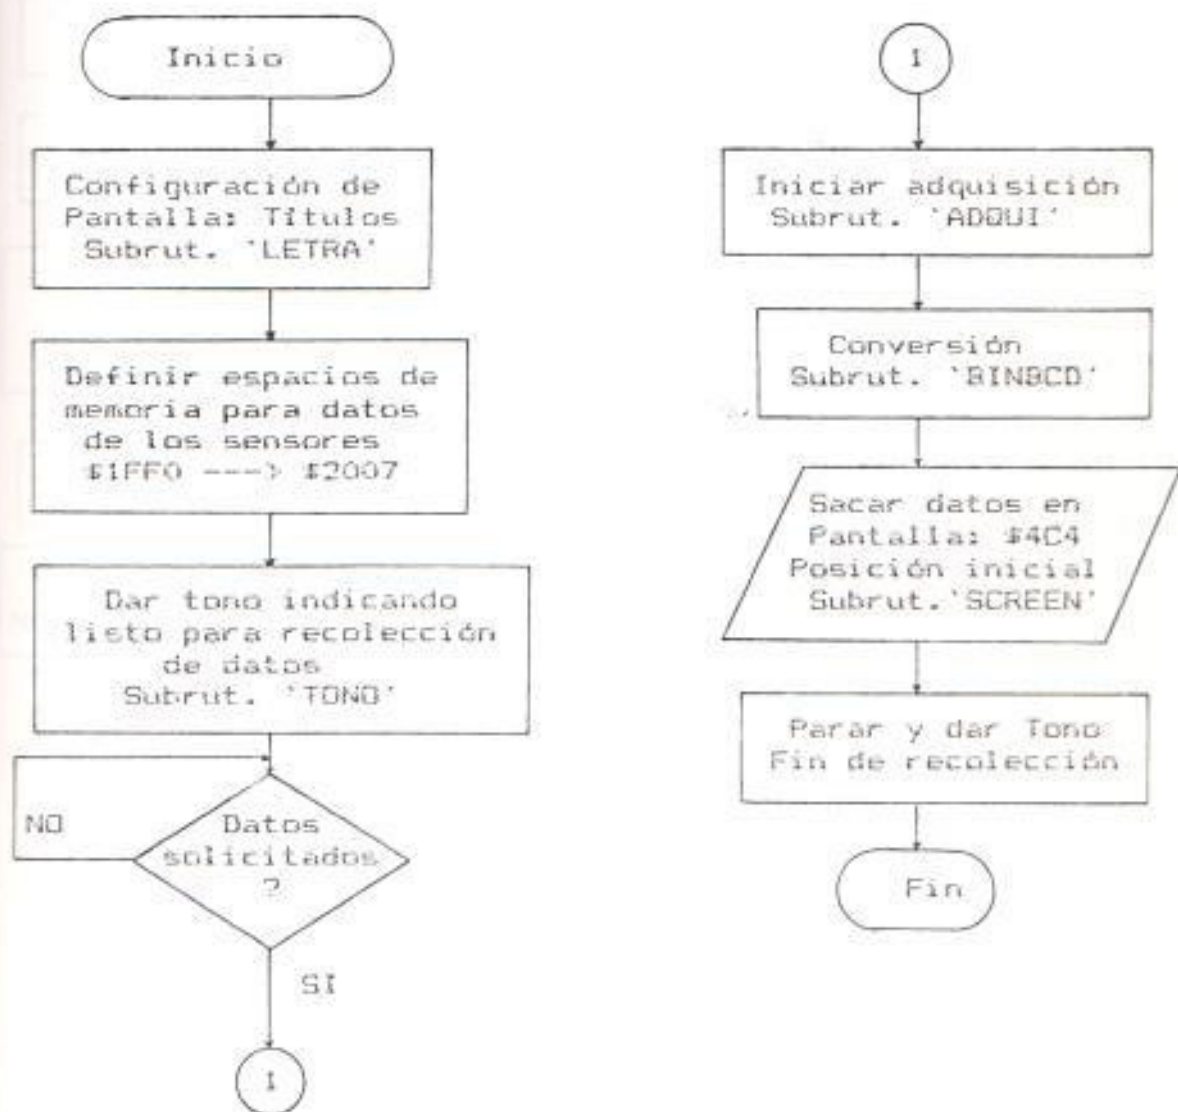 Inicio
Configuración de
Pantalla: Títulos
Subrut. 'LETRA'
Definir espacios de
memoria para datos
de los sensores
$1FF0 ---> $2007
Dar tono indicando
listo para recolección
de datos
Subrut. 'TONO'
NO
Datos
solicitados
?
SI
1
1
Iniciar adquisición
Subrut. 'ADQUI'
Conversión
Subrut. 'BINBCD'
Sacar datos en
Pantalla: $4C4
Posición inicial
Subrut.'SCREEN'
Parar y dar Tono
Fin de recolección
Fin